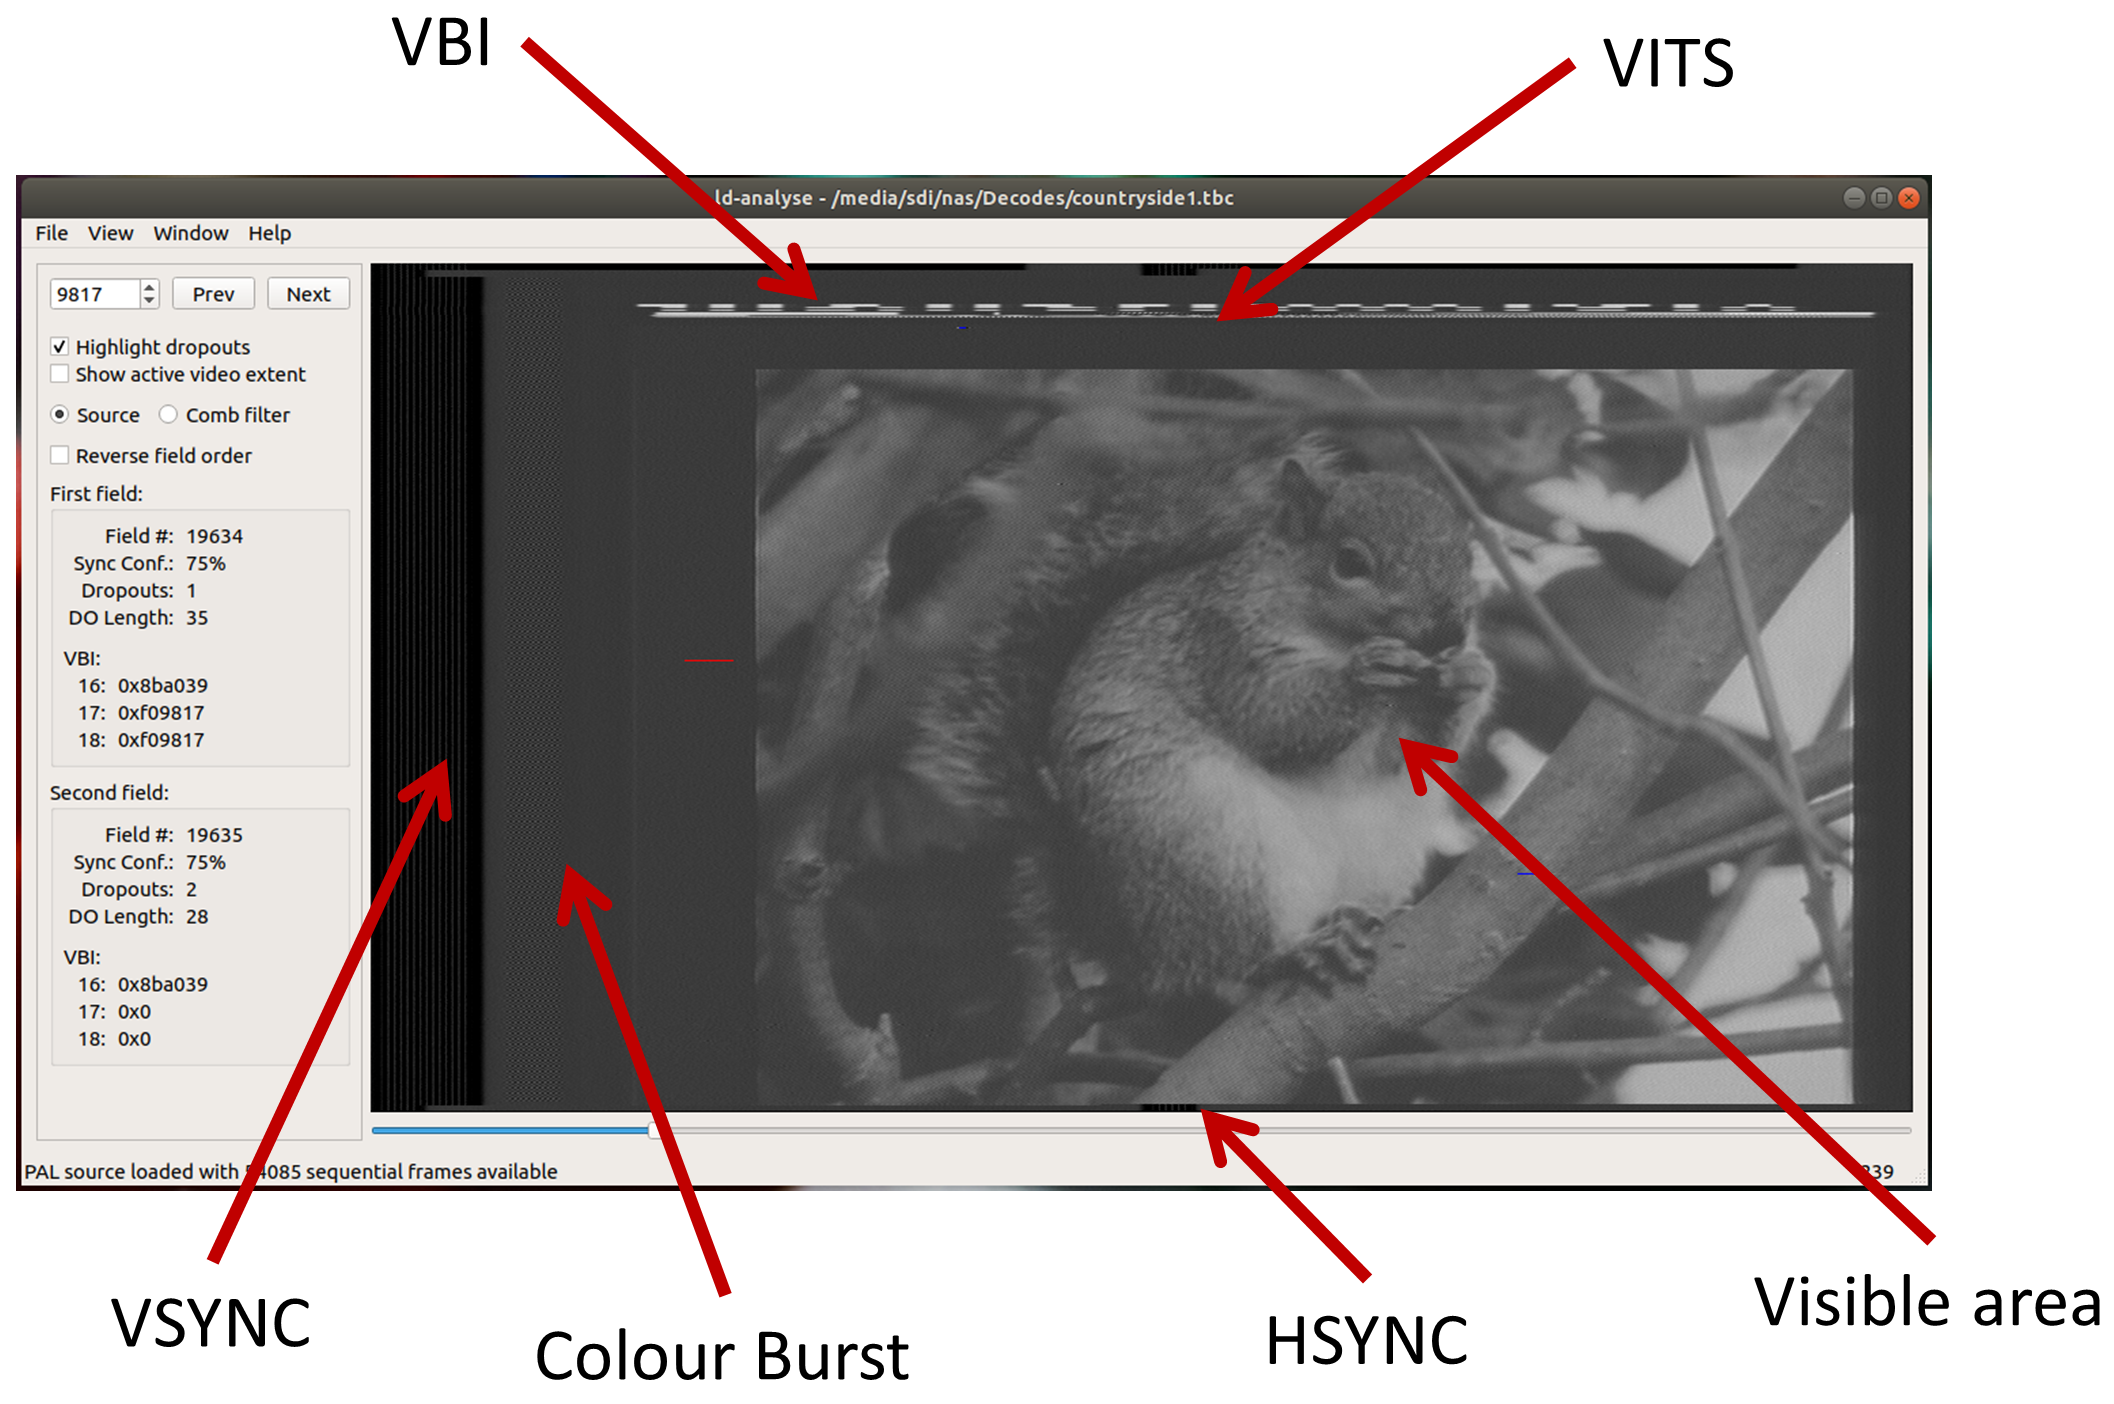 VBI
VITS
ld-analyse - /media/sdi/nas/Decodes/countryside1.tbc
File View Window Help
9817 Prev Next
Highlight dropouts
Show active video extent
Source Comb filter
Reverse field order
First field:
Field #: 19634
Sync Conf.: 75%
Dropouts: 1
DO Length: 35
VBI:
16: 0x8ba039
17: 0xf09817
18: 0xf09817
Second field:
Field #: 19635
Sync Conf.: 75%
Dropouts: 2
DO Length: 28
VBI:
16: 0x8ba039
17: 0x0
18: 0x0
PAL source loaded with 4085 sequential frames available
39
VSYNC
Colour Burst
HSYNC
Visible area